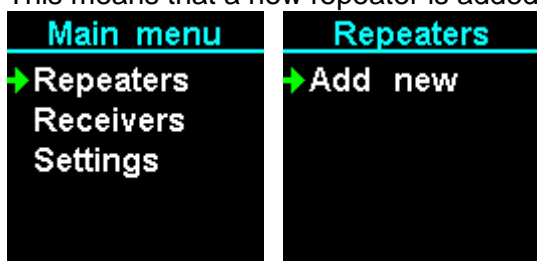 This means that a new repeater is added
Main menu
Repeaters
Receivers
Settings
Repeaters
Add new